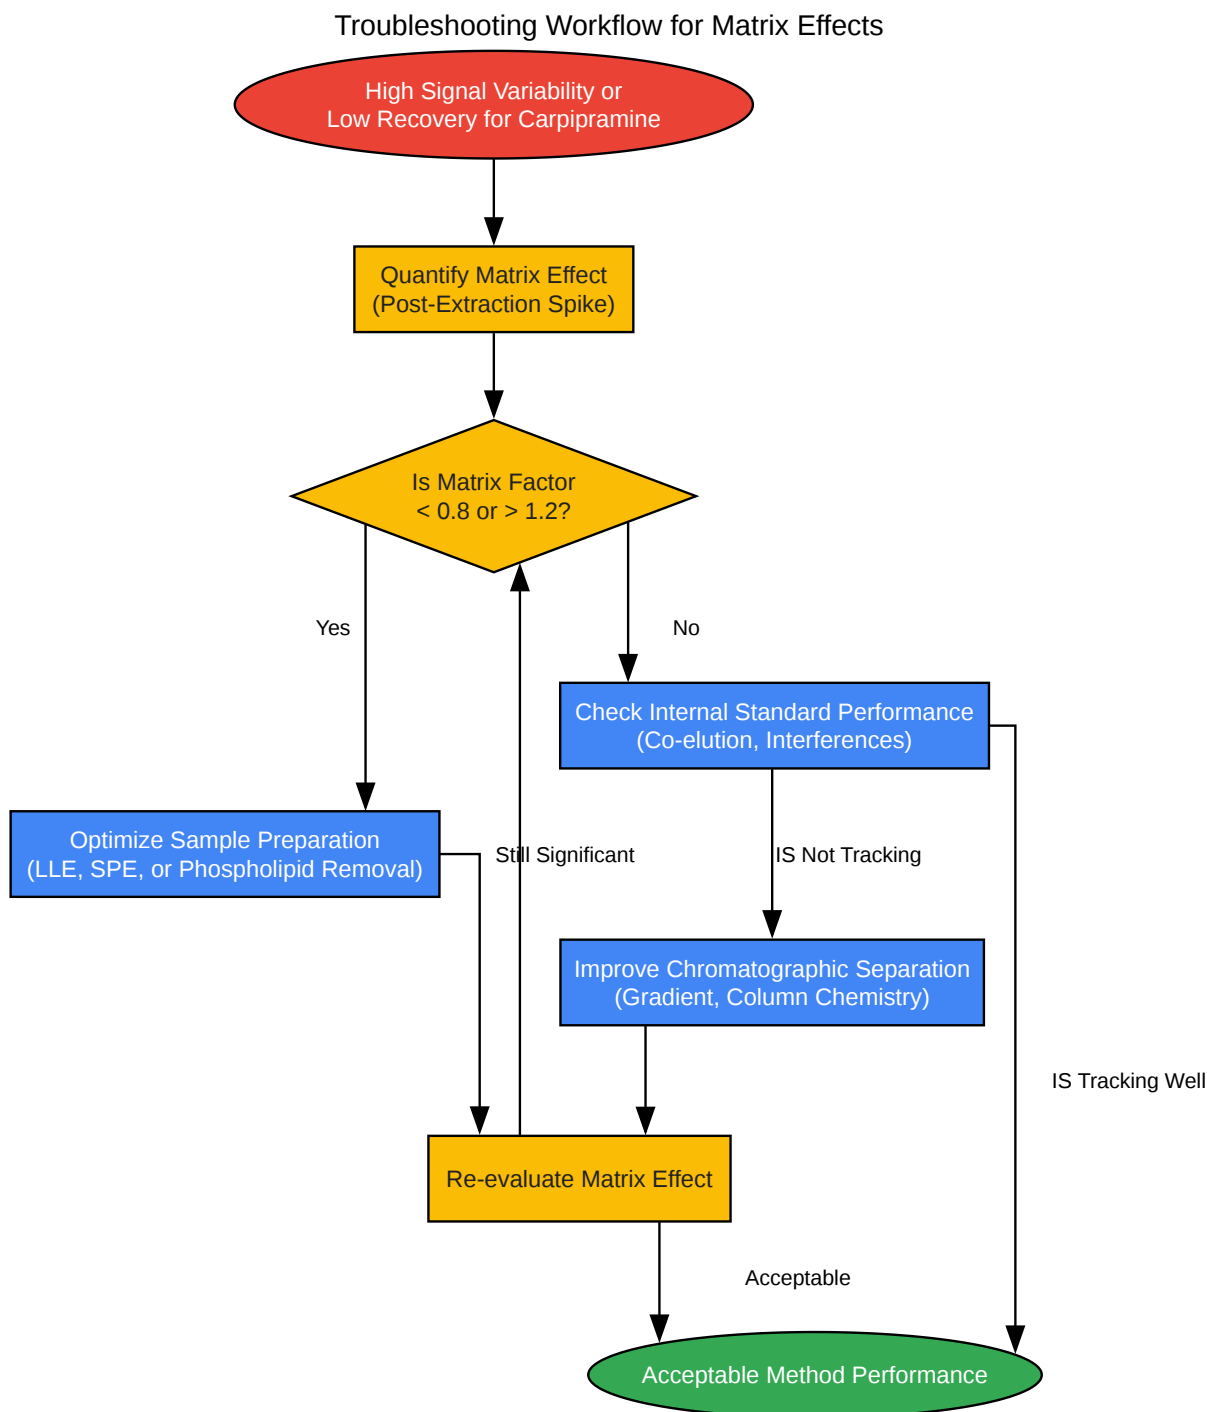 Troubleshooting Workflow for Matrix Effects
High Signal Variability or
Low Recovery for Carpipramine
Quantify Matrix Effect
(Post-Extraction Spike)
Is Matrix Factor
< 0.8 or > 1.2?
Yes
No
Check Internal Standard Performance
(Co-elution, Interferences)
Optimize Sample Preparation
(LLE, SPE, or Phospholipid Removal)
Still Significant
IS Not Tracking
Improve Chromatographic Separation
(Gradient, Column Chemistry)
IS Tracking Well
Re-evaluate Matrix Effect
Acceptable
Acceptable Method Performance